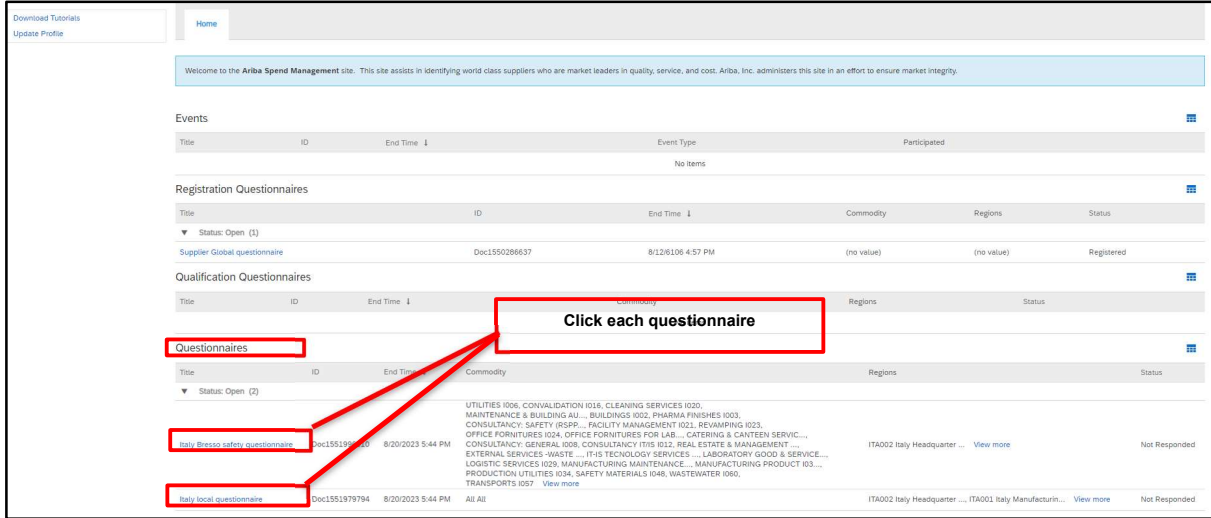 Download Tutorials
Update Profile
Home
Welcome to the Ariba Spend Management site. This site assists in identifying world class suppliers who are market leaders in quality, service, and cost. Ariba, Inc. administers this site in an effort to ensure market integrity.
Events
Title ID End Time ↓ Event Type Participated
No items
Registration Questionnaires
Title ID End Time ↓ Commodity Regions Status
▼ Status: Open (1)
Supplier Global questionnaire Doc1550286637 8/12/6106 4:57 PM (no value) (no value) Registered
Qualification Questionnaires
Title ID End Time ↓ Commodity Regions Status
Click each questionnaire
Questionnaires
Title ID End Time Commodity Regions Status
▼ Status: Open (2)
UTILITIES I006, CONVALIDATION I016, CLEANING SERVICES I020,
MAINTENANCE & BUILDING AU..., BUILDINGS I002, PHARMA FINISHES I003,
CONSULTANCY: SAFETY (RSPP..., FACILITY MANAGEMENT I021, REVAMPING I023,
OFFICE FORNITURES I024, OFFICE FORNITURES FOR LAB..., CATERING & CANTEEN SERVIC...,
Italy Bresso safety questionnaire 8/20/2023 5:44 PM CONSULTANCY: GENERAL I008, CONSULTANCY IT/IS I012, REAL ESTATE & MANAGEMENT ..., ITA002 Italy Headquarter ... View more Not Responded
EXTERNAL SERVICES -WASTE ..., IT-IS TECNOLOGY SERVICES ..., LABORATORY GOOD & SERVICE...,
LOGISTIC SERVICES I029, MANUFACTURING MAINTENANCE..., MANUFACTURING PRODUCT I03...,
PRODUCTION UTILITIES I034, SAFETY MATERIALS I048, WASTEWATER I060,
TRANSPORTS I057 View more
Italy local questionnaire Doc1551979794 8/20/2023 5:44 PM All All ITA002 Italy Headquarter ..., ITA001 Italy Manufacturin... View more Not Responded